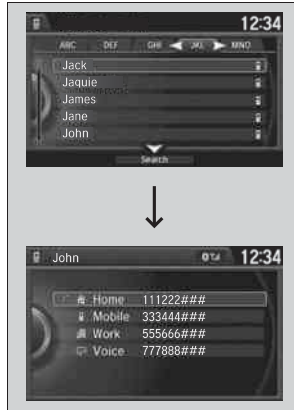 12:34
ABC DEF GHI JKL MNO
Jack
Jaquie
James
Jane
John
Search
John 12:34
Home 111222###
Mobile 333444###
Work 555666###
Voice 777888###